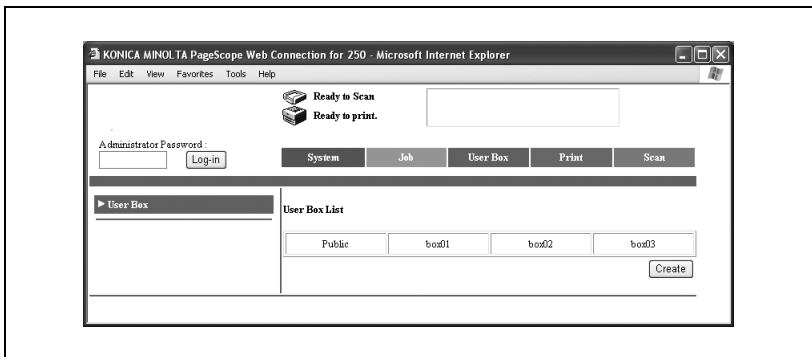 KONICA MINOLTA PageScope Web Connection for 250 - Microsoft Internet Explorer
File Edit View Favorites Tools Help
Ready to Scan
Ready to print.
Administrator Password :
Log-in
System Job User Box Print Scan
User Box
User Box List
Public box01 box02 box03
Create